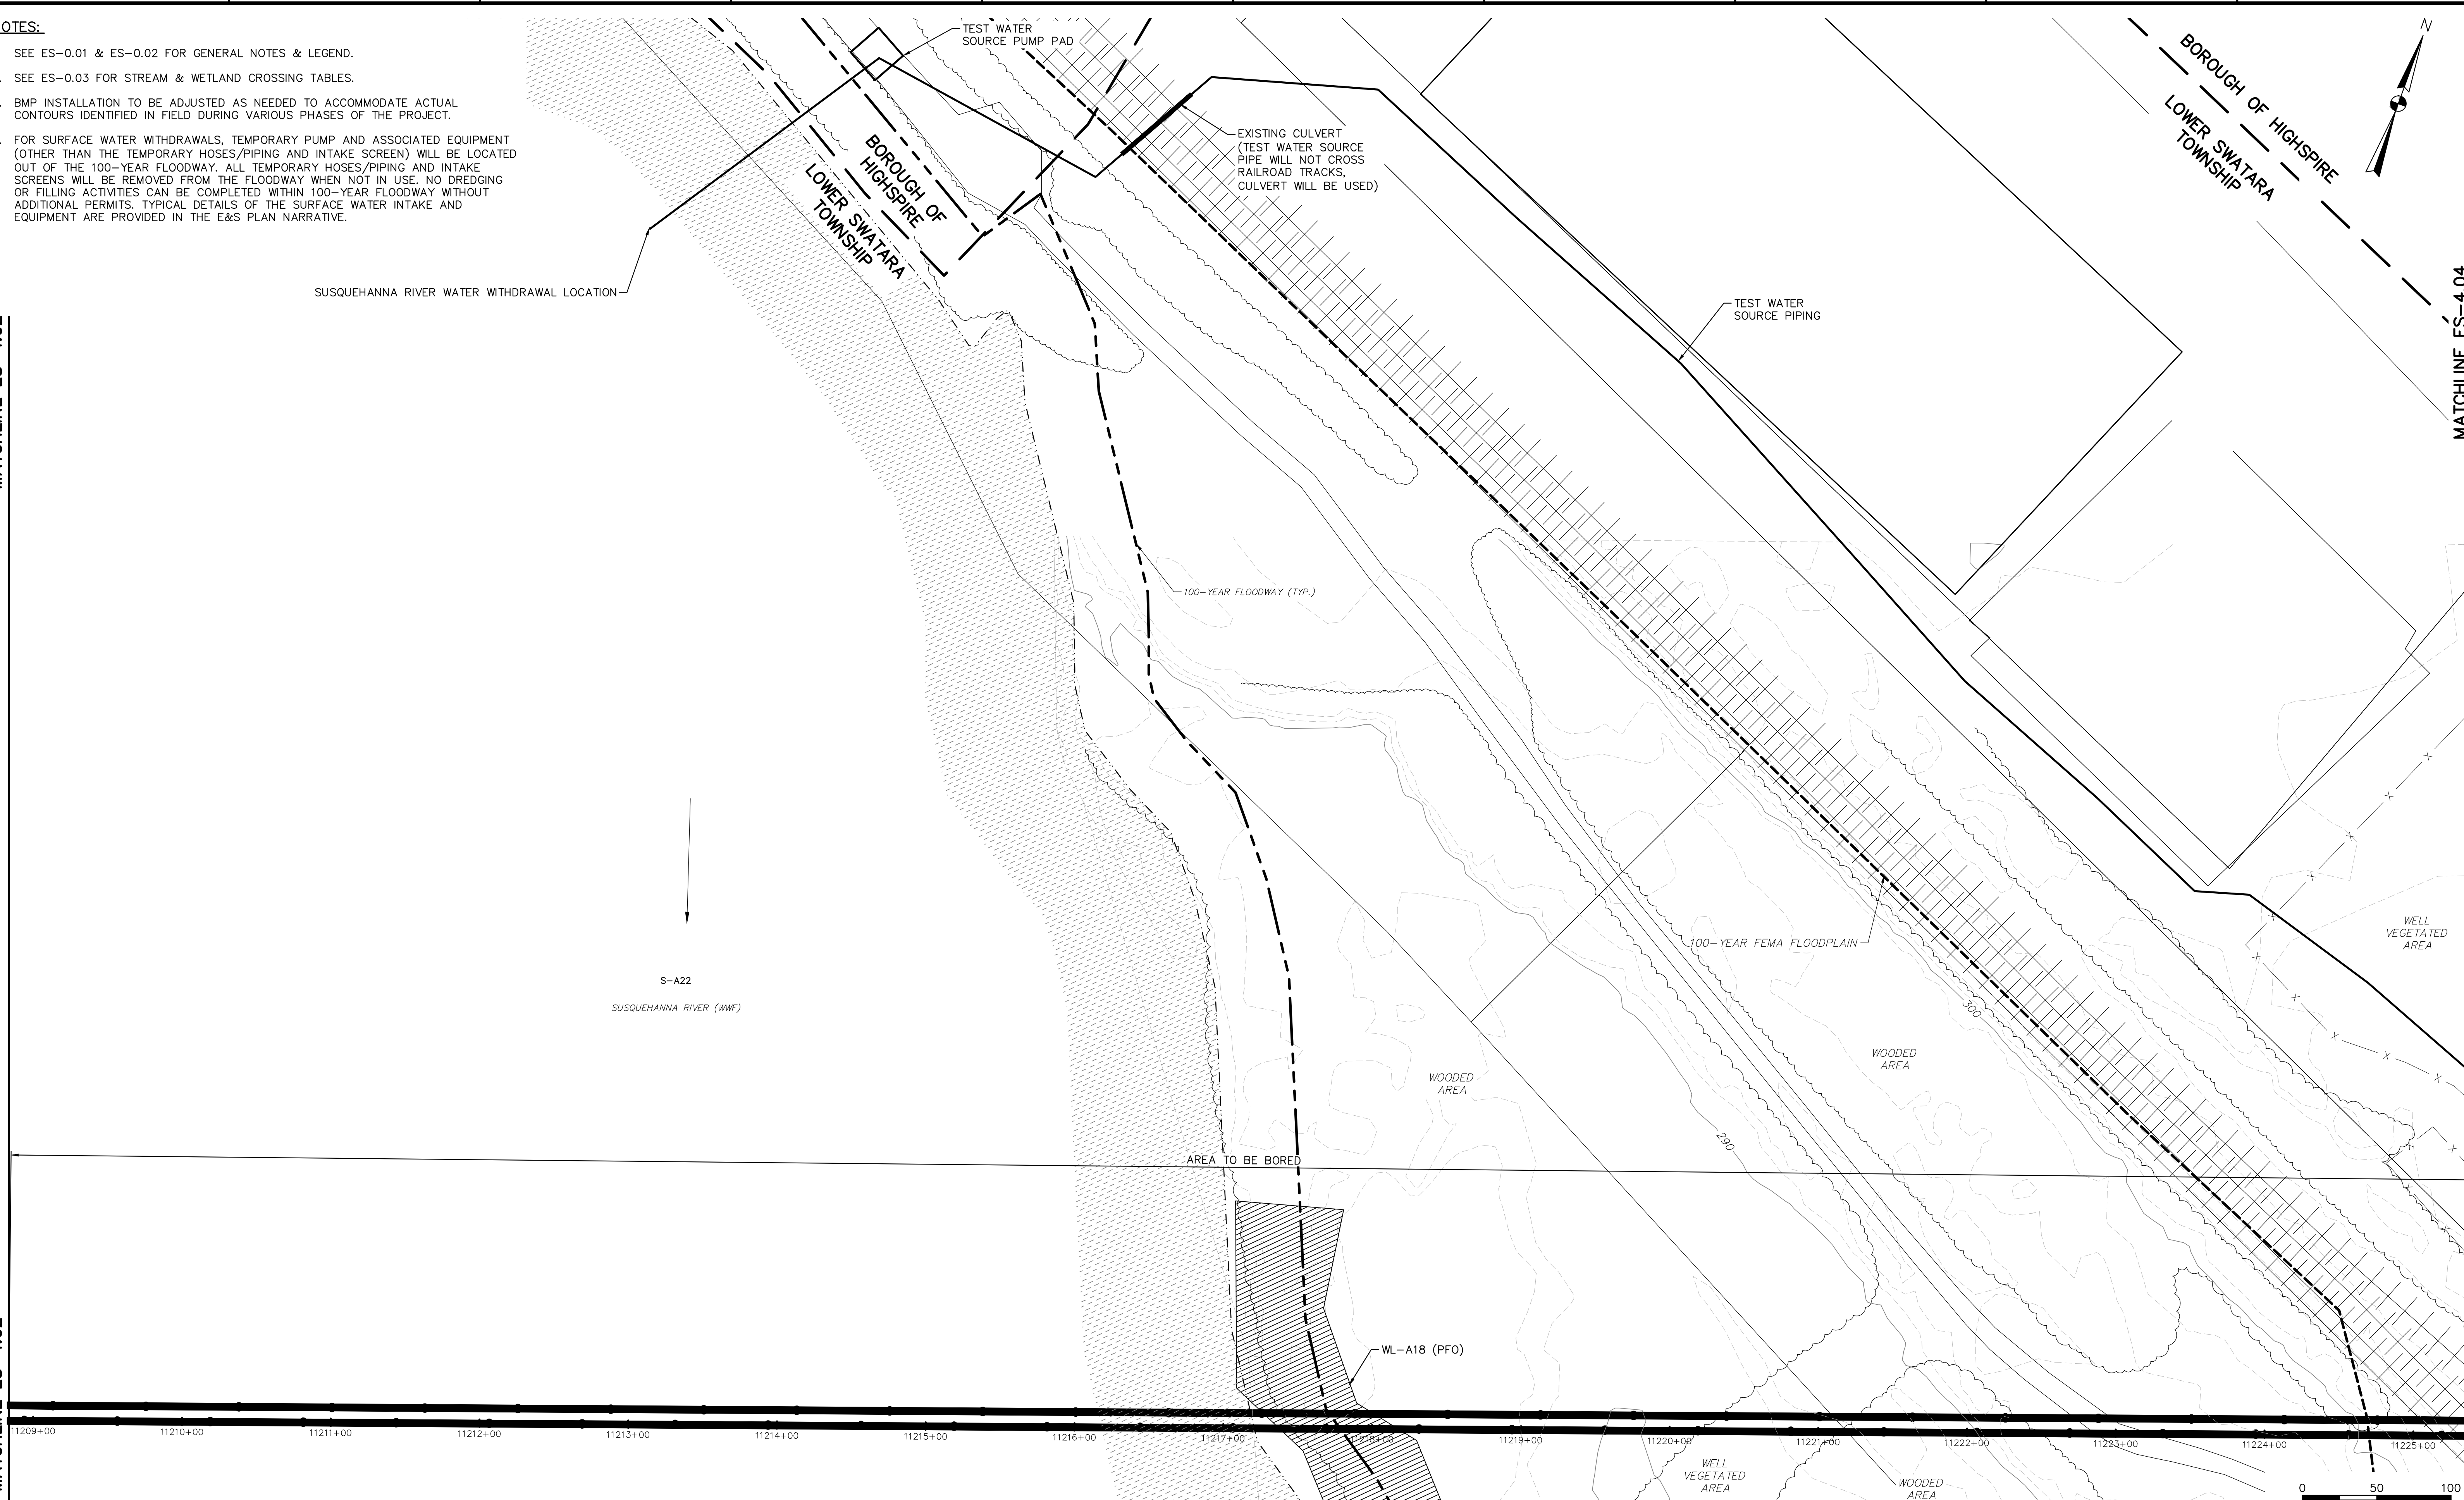 OTES:
SEE ES-0.01 & ES-0.02 FOR GENERAL NOTES & LEGEND.
SEE ES-0.03 FOR STREAM & WETLAND CROSSING TABLES.
BMP INSTALLATION TO BE ADJUSTED AS NEEDED TO ACCOMMODATE ACTUAL
CONTOURS IDENTIFIED IN FIELD DURING VARIOUS PHASES OF THE PROJECT.
FOR SURFACE WATER WITHDRAWALS, TEMPORARY PUMP AND ASSOCIATED EQUIPMENT
(OTHER THAN THE TEMPORARY HOSES/PIPING AND INTAKE SCREEN) WILL BE LOCATED
OUT OF THE 100-YEAR FLOODWAY. ALL TEMPORARY HOSES/PIPING AND INTAKE
SCREENS WILL BE REMOVED FROM THE FLOODWAY WHEN NOT IN USE. NO DREDGING
OR FILLING ACTIVITIES CAN BE COMPLETED WITHIN 100-YEAR FLOODWAY WITHOUT
ADDITIONAL PERMITS. TYPICAL DETAILS OF THE SURFACE WATER INTAKE AND
EQUIPMENT ARE PROVIDED IN THE E&S PLAN NARRATIVE.
TEST WATER
SOURCE PUMP PAD
EXISTING CULVERT
(TEST WATER SOURCE
PIPE WILL NOT CROSS
RAILROAD TRACKS,
CULVERT WILL BE USED)
BOROUGH OF
HIGHSPIRE
LOWER SWATARA
TOWNSHIP
BOROUGH OF HIGHSPIRE
LOWER SWATARA
TOWNSHIP
N
SUSQUEHANNA RIVER WATER WITHDRAWAL LOCATION
TEST WATER
SOURCE PIPING
MATCHLINE ES-4.04
100-YEAR FLOODWAY (TYP.)
100-YEAR FEMA FLOODPLAIN
WELL
VEGETATED
AREA
S-A22
SUSQUEHANNA RIVER (WWF)
300
WOODED
AREA
WOODED
AREA
290
AREA TO BE BORED
WL-A18 (PFO)
11209+00
11210+00
11211+00
11212+00
11213+00
11214+00
11215+00
11216+00
11217+00
11218+00
11219+00
11220+00
11221+00
11222+00
11223+00
11224+00
11225+00
WELL
VEGETATED
AREA
WOODED
AREA
0 50 100